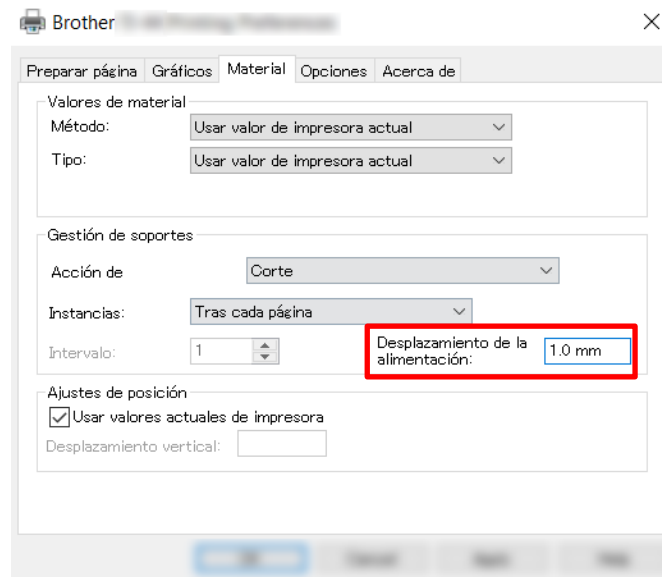 Brother
Preparar página Gráficos Material Opciones Acerca de
Valores de material
Método: Usar valor de impresora actual
Tipo: Usar valor de impresora actual
Gestión de soportes
Acción de Corte
Instancias: Tras cada página
Intervalo: 1
Desplazamiento de la
alimentación: 1.0 mm
Ajustes de posición
Usar valores actuales de impresora
Desplazamiento vertical: